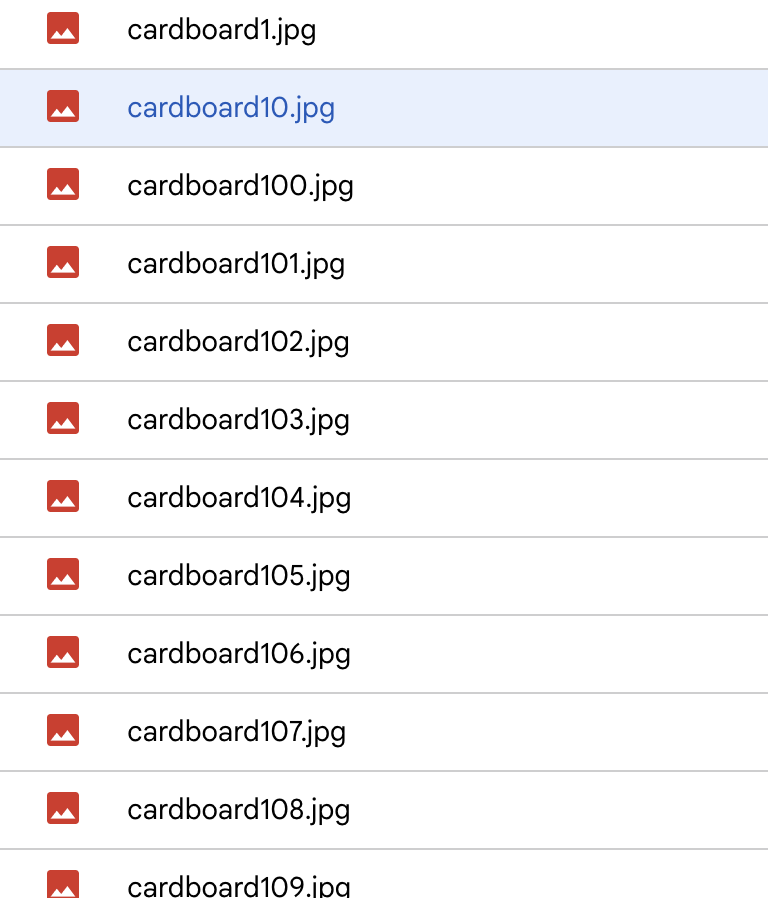 cardboard1.jpg
cardboard10.jpg
cardboard100.jpg
cardboard101.jpg
cardboard102.jpg
cardboard103.jpg
cardboard104.jpg
cardboard105.jpg
cardboard106.jpg
cardboard107.jpg
cardboard108.jpg
cardboard109.jpg